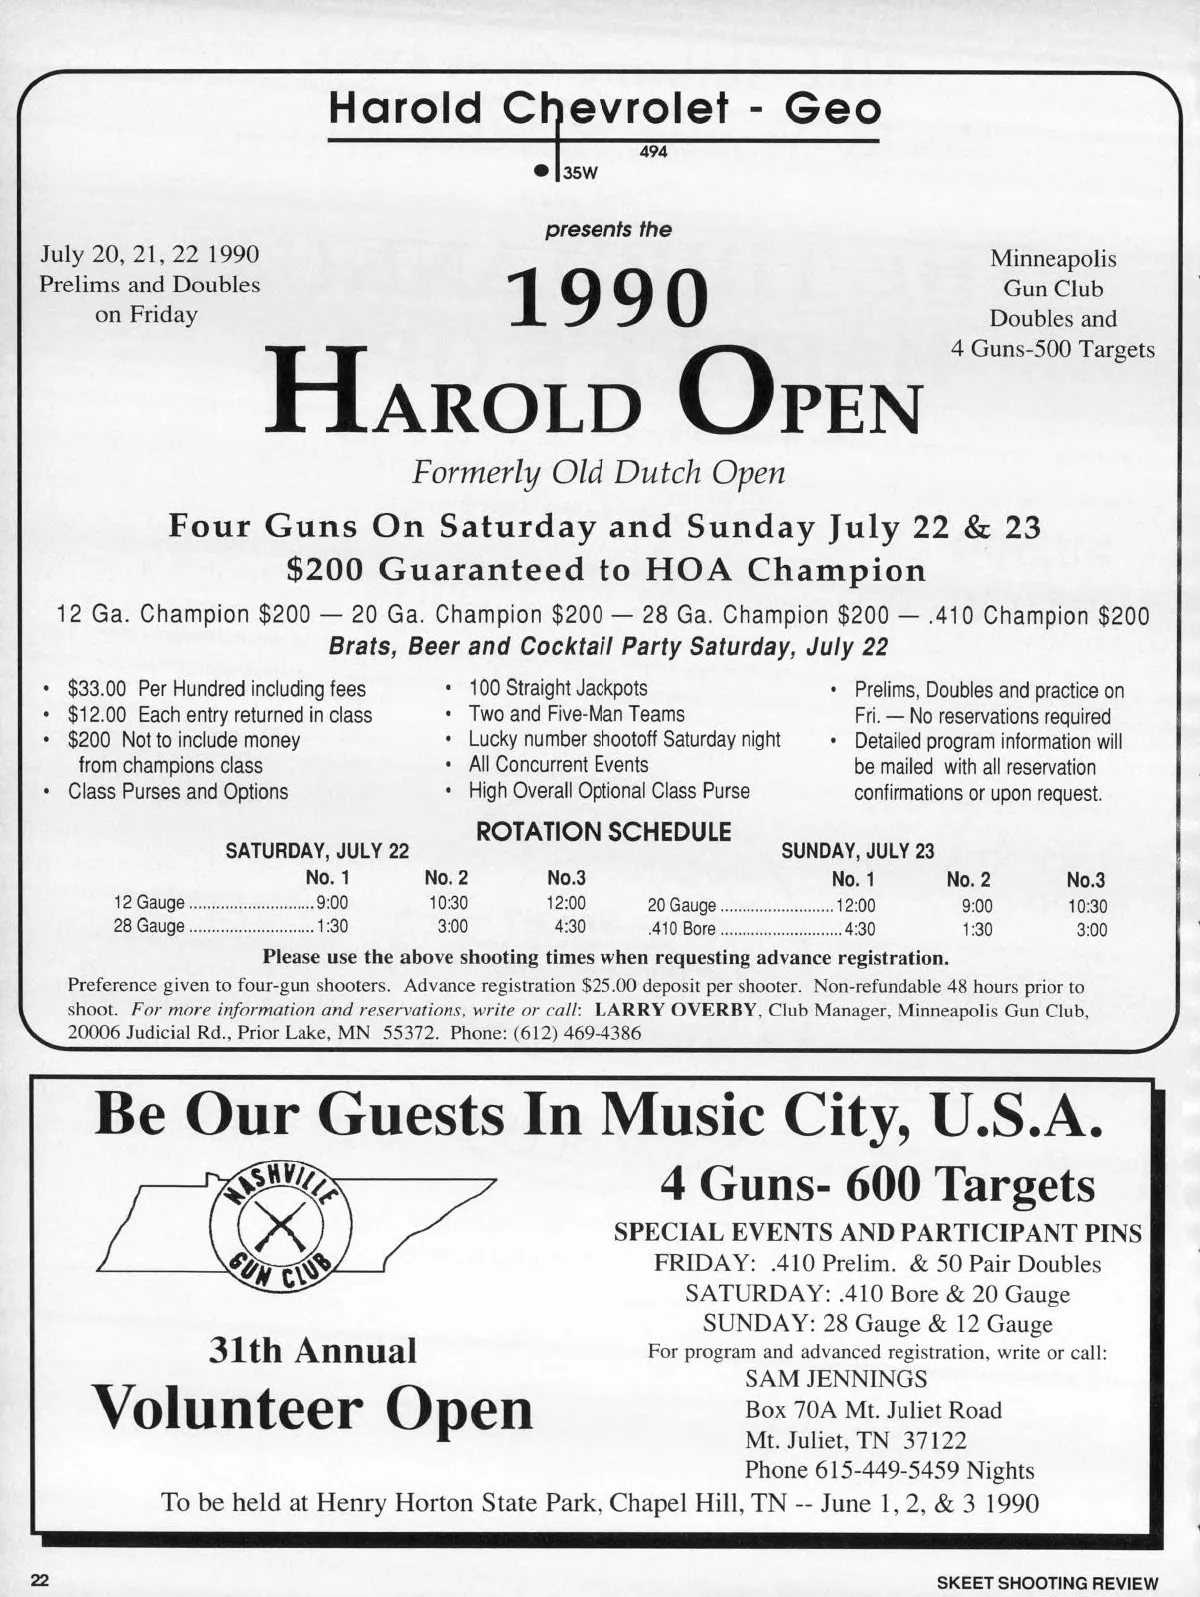 Harold Chevrolet - Geo
494
35W
presents the
July 20, 21, 22 1990
Prelims and Doubles
on Friday
1990
Minneapolis
Gun Club
Doubles and
4 Guns-500 Targets
HAROLD OPEN
Formerly Old Dutch Open
Four Guns On Saturday and Sunday July 22 & 23
$200 Guaranteed to HOA Champion
12 Ga. Champion $200 — 20 Ga. Champion $200 — 28 Ga. Champion $200 — .410 Champion $200
Brats, Beer and Cocktail Party Saturday, July 22
• $33.00 Per Hundred including fees
• $12.00 Each entry returned in class
• $200 Not to include money
from champions class
• Class Purses and Options
• 100 Straight Jackpots
• Two and Five-Man Teams
• Lucky number shootoff Saturday night
• All Concurrent Events
• High Overall Optional Class Purse
• Prelims, Doubles and practice on
Fri. — No reservations required
• Detailed program information will
be mailed with all reservation
confirmations or upon request.
ROTATION SCHEDULE
SATURDAY, JULY 22
No. 1 No. 2 No.3
12 Gauge ............................9:00 10:30 12:00
28 Gauge ............................1:30 3:00 4:30
SUNDAY, JULY 23
No. 1 No. 2 No.3
20 Gauge .........................12:00 9:00 10:30
.410 Bore ...........................4:30 1:30 3:00
Please use the above shooting times when requesting advance registration.
Preference given to four-gun shooters. Advance registration $25.00 deposit per shooter. Non-refundable 48 hours prior to
shoot. For more information and reservations, write or call: LARRY OVERBY, Club Manager, Minneapolis Gun Club,
20006 Judicial Rd., Prior Lake, MN 55372. Phone: (612) 469-4386
Be Our Guests In Music City, U.S.A.
NASHVILLE
GUN CLUB
31th Annual
Volunteer Open
4 Guns- 600 Targets
SPECIAL EVENTS AND PARTICIPANT PINS
FRIDAY: .410 Prelim. & 50 Pair Doubles
SATURDAY: .410 Bore & 20 Gauge
SUNDAY: 28 Gauge & 12 Gauge
For program and advanced registration, write or call:
SAM JENNINGS
Box 70A Mt. Juliet Road
Mt. Juliet, TN 37122
Phone 615-449-5459 Nights
To be held at Henry Horton State Park, Chapel Hill, TN -- June 1, 2, & 3 1990
22
SKEET SHOOTING REVIEW